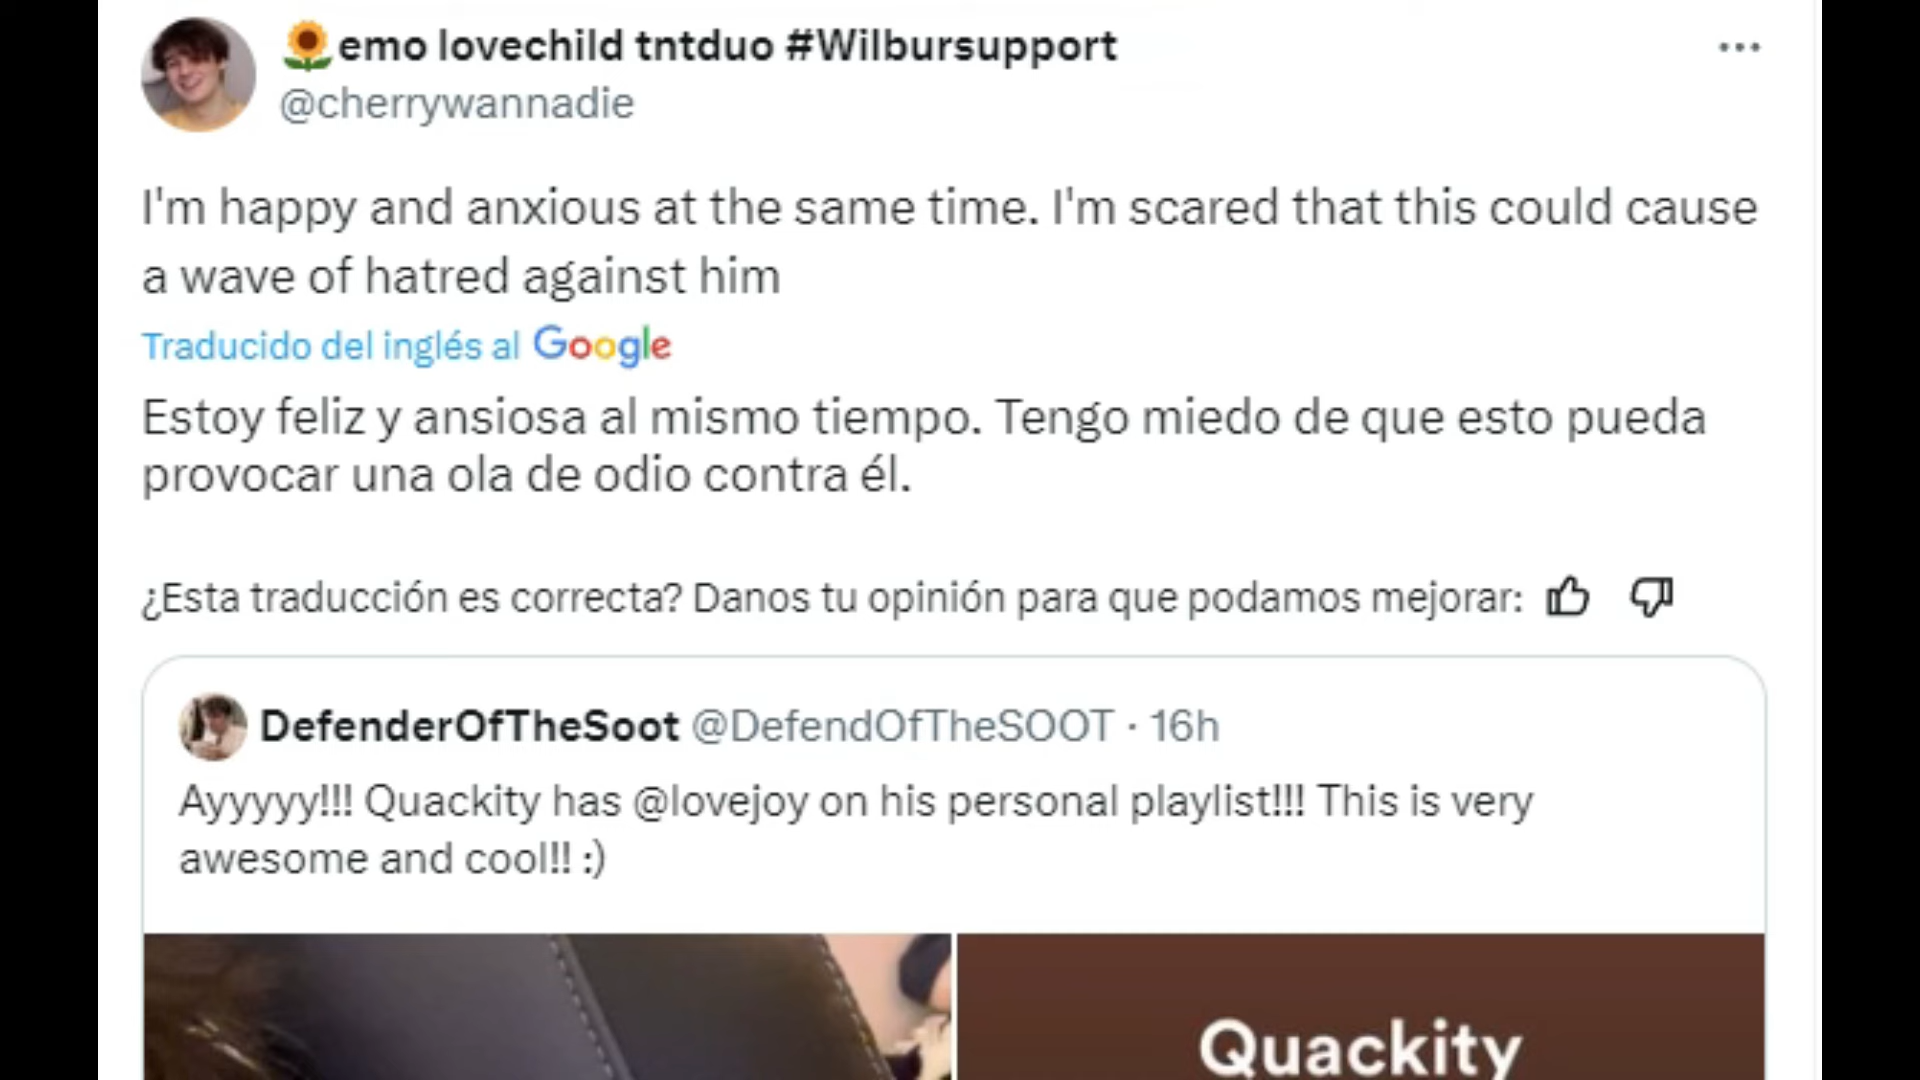 🌻emo lovechild tntduo #Wilbursupport
@cherrywannadie
I'm happy and anxious at the same time. I'm scared that this could cause
a wave of hatred against him
Traducido del inglés al Google
Estoy feliz y ansiosa al mismo tiempo. Tengo miedo de que esto pueda
provocar una ola de odio contra él.
¿Esta traducción es correcta? Danos tu opinión para que podamos mejorar:
DefenderOfTheSoot @DefendOfTheSOOT · 16h
Ayyyyy!!! Quackity has @lovejoy on his personal playlist!!! This is very
awesome and cool!! :)
Quackity